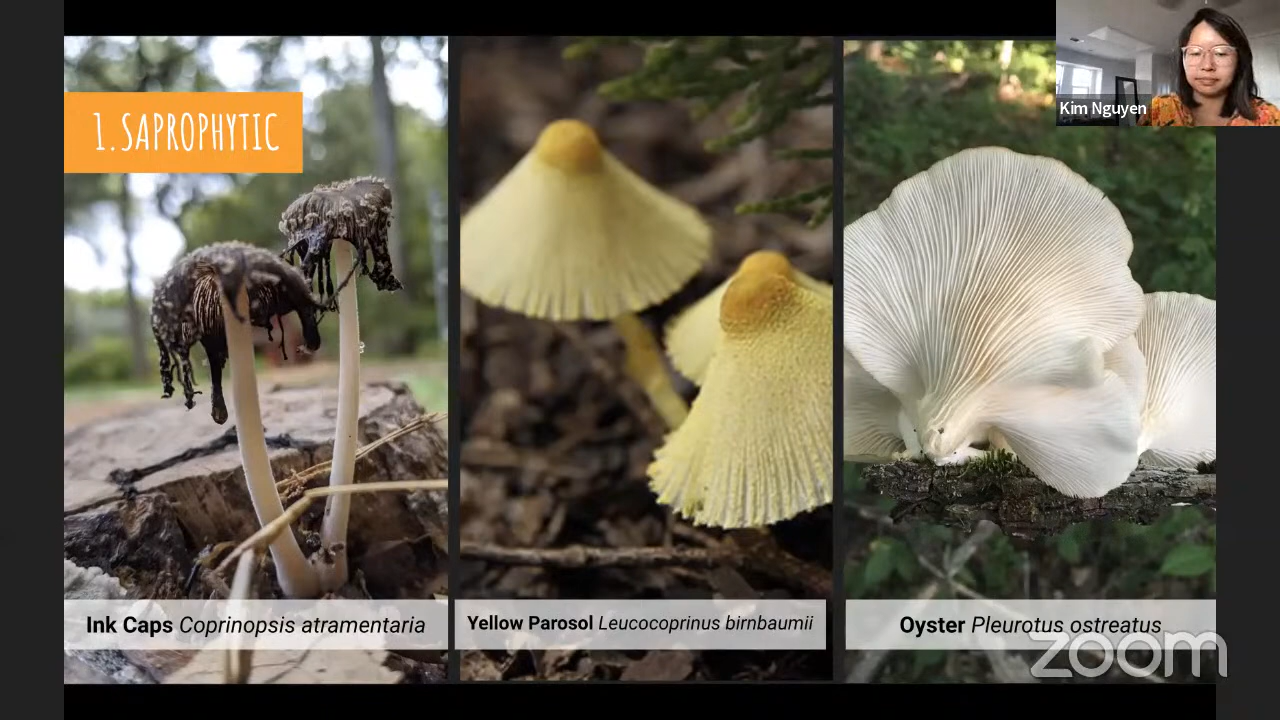 1. SAPROPHYTIC
Kim Nguyen
Ink Caps Coprinopsis atramentaria
Yellow Parosol Leucocoprinus birnbaumii
Oyster Pleurotus ostreatus
zoom